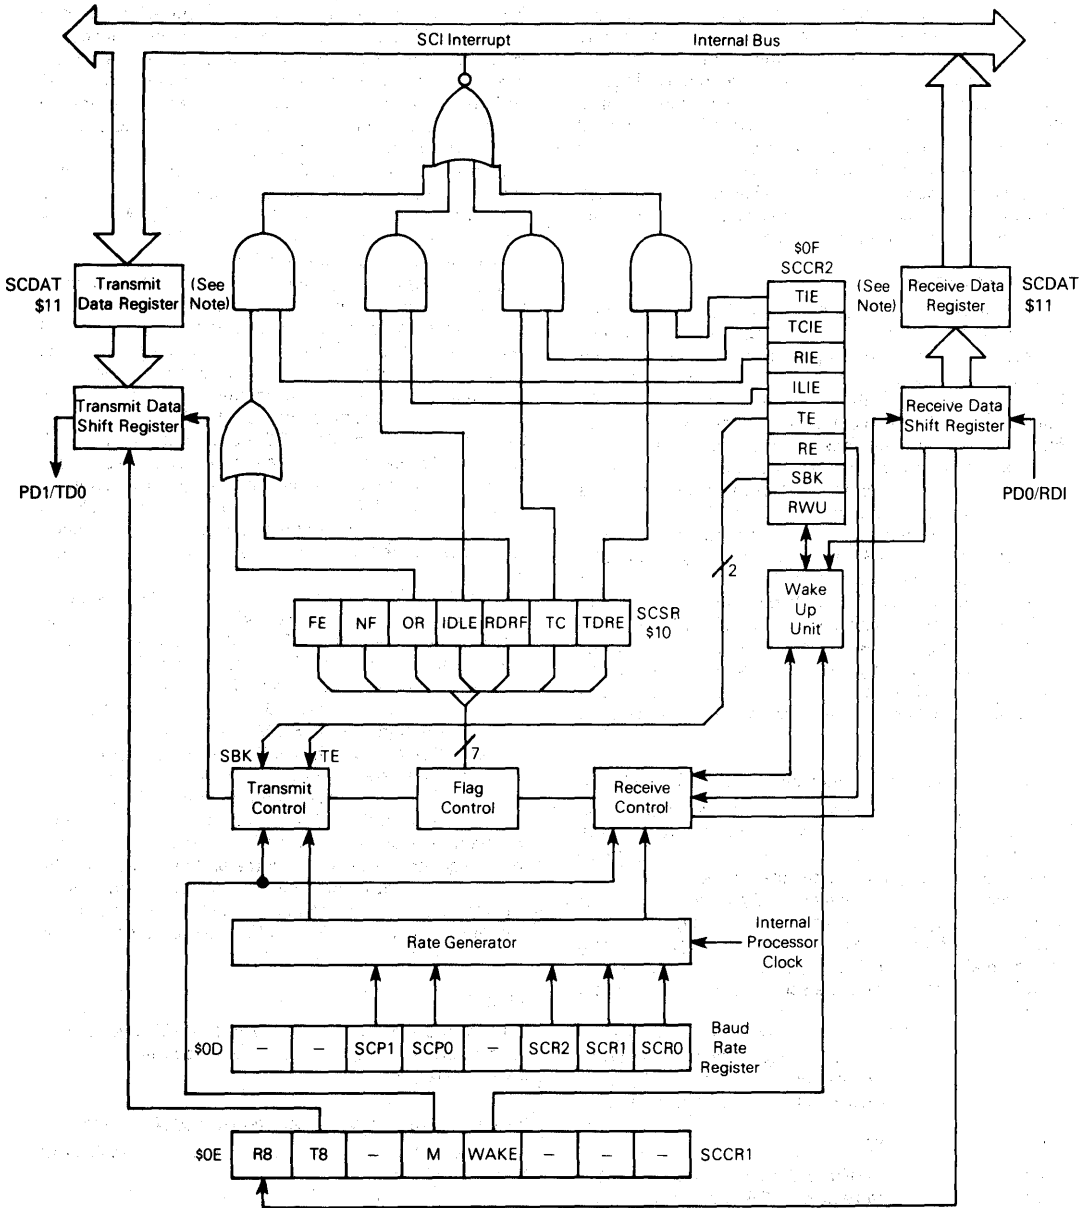 SCI Interrupt
Internal Bus
SCDAT
$11
Transmit
Data Register
(See
Note)
$0F
SCCR2
TIE
TCIE
RIE
ILIE
TE
RE
SBK
RWU
(See
Note)
Receive Data
Register
SCDAT
$11
Transmit Data
Shift Register
Receive Data
Shift Register
PD1/TD0
PD0/RDI
2
Wake
Up
Unit
FE
NF
OR
IDLE
RDRF
TC
TDRE
SCSR
$10
SBK
TE
7
Transmit
Control
Flag
Control
Receive
Control
Rate Generator
Internal
Processor
Clock
$0D
–
–
SCP1
SCP0
–
SCR2
SCR1
SCR0
Baud
Rate
Register
$0E
R8
T8
–
M
WAKE
–
–
–
SCCR1